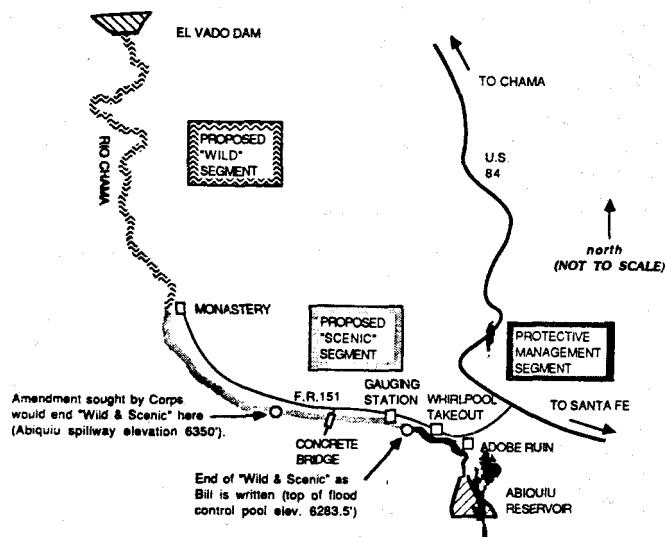 EL VADO DAM
TO CHAMA
PROPOSED
"WILD"
SEGMENT
RIO CHAMA
U.S.
84
north
(NOT TO SCALE)
MONASTERY
PROPOSED
"SCENIC"
SEGMENT
PROTECTIVE
MANAGEMENT
SEGMENT
F.R.151
GAUGING
STATION
WHIRLPOOL
TAKEOUT
TO SANTA FE
Amendment sought by Corps
would end "Wild & Scenic" here
(Abiquiu spillway elevation 6350').
CONCRETE
BRIDGE
ADOBE RUIN
End of "Wild & Scenic" as
Bill is written (top of flood
control pool elev. 6283.5')
ABIQUIU
RESERVOIR